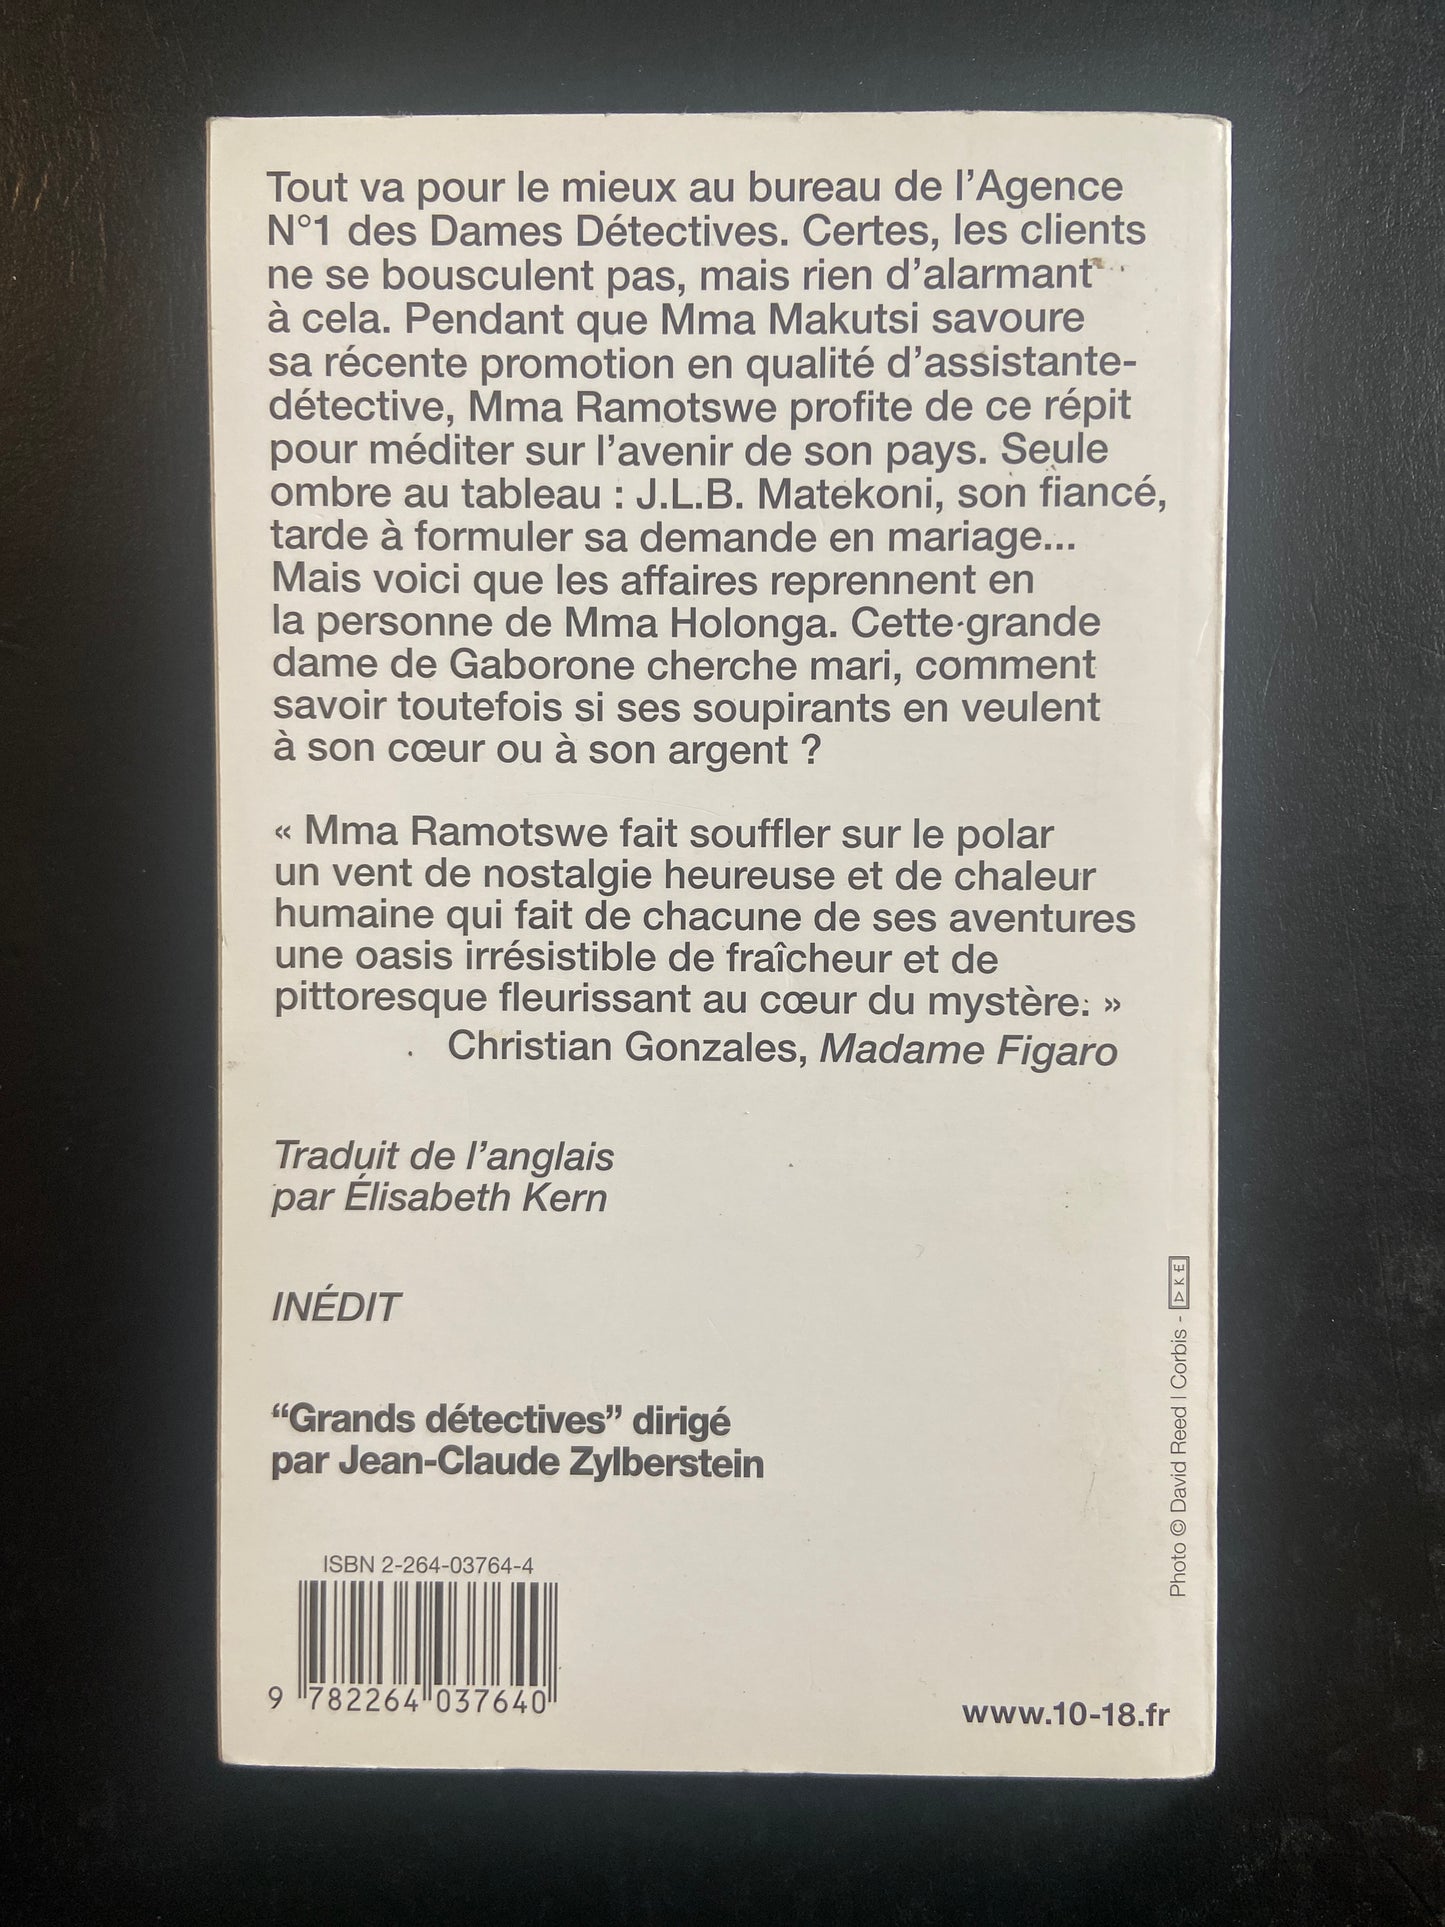 Tout va pour le mieux au bureau de l’Agence
N°1 des Dames Détectives. Certes, les clients
ne se bousculent pas, mais rien d’alarmant
à cela. Pendant que Mma Makutsi savoure
sa récente promotion en qualité d’assistante-
détective, Mma Ramotswe profite de ce répit
pour méditer sur l’avenir de son pays. Seule
ombre au tableau : J.L.B. Matekoni, son fiancé,
tarde à formuler sa demande en mariage...
Mais voici que les affaires reprennent en
la personne de Mma Holonga. Cette grande
dame de Gaborone cherche mari, comment
savoir toutefois si ses soupirants en veulent
à son cœur ou à son argent ?
« Mma Ramotswe fait souffler sur le polar
un vent de nostalgie heureuse et de chaleur
humaine qui fait de chacune de ses aventures
une oasis irrésistible de fraîcheur et de
pittoresque fleurissant au cœur du mystère. »
Christian Gonzales, Madame Figaro
Traduit de l’anglais
par Élisabeth Kern
INÉDIT
“Grands détectives” dirigé
par Jean-Claude Zylberstein
ISBN 2-264-03764-4
9 782264 037640
www.10-18.fr
Photo © David Reed | Corbis -